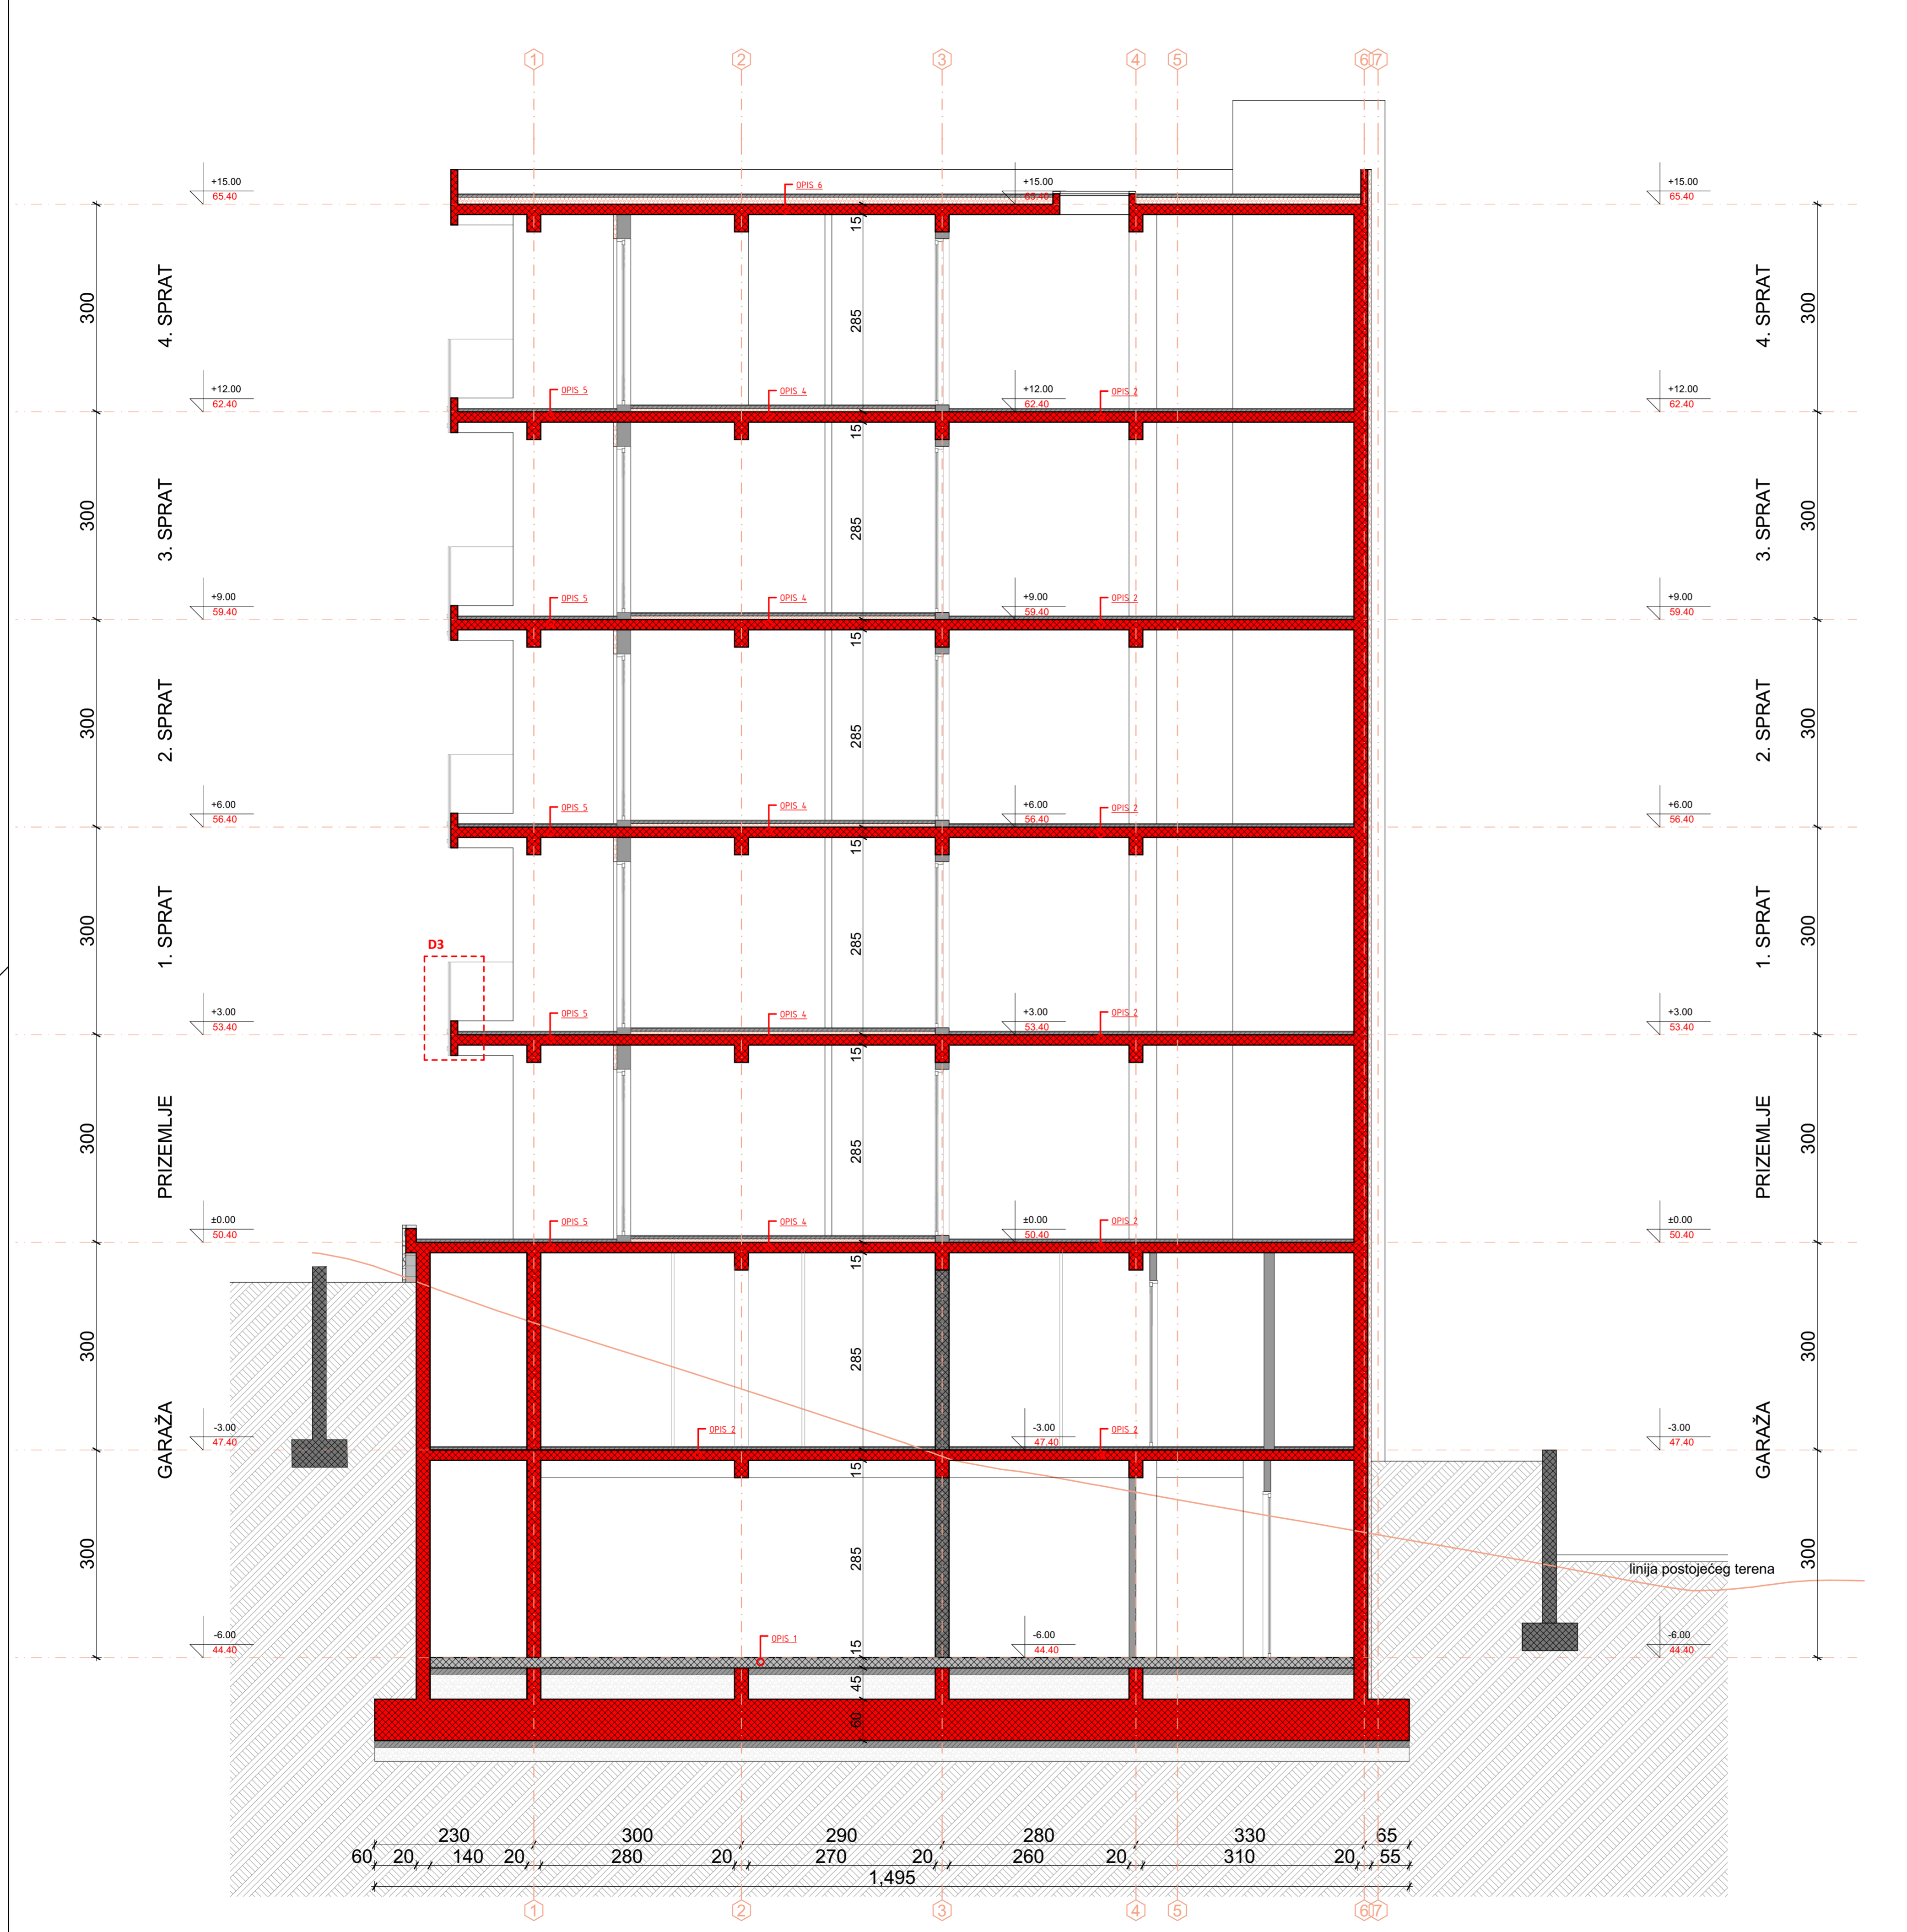 1 2 3 4 5 6 7
+15.00 +15.00 +15.00
65.40 65.40 65.40
OPIS 6
15
300 4. SPRAT 285 4. SPRAT 300
+12.00 +12.00 +12.00
62.40 62.40 62.40
OPIS 5 OPIS 4 OPIS 2
15
300 3. SPRAT 285 3. SPRAT 300
+9.00 +9.00 +9.00
59.40 59.40 59.40
OPIS 5 OPIS 4 OPIS 2
15
300 2. SPRAT 285 2. SPRAT 300
+6.00 +6.00 +6.00
56.40 56.40 56.40
OPIS 5 OPIS 4 OPIS 2
15
300 1. SPRAT 285 1. SPRAT 300
D3
+3.00 +3.00 +3.00
53.40 53.40 53.40
OPIS 5 OPIS 4 OPIS 2
15
300 PRIZEMLJE 285 PRIZEMLJE 300
±0.00 ±0.00 ±0.00
50.40 50.40 50.40
OPIS 5 OPIS 4 OPIS 2
15
300 285 300
GARAŽA GARAŽA
-3.00 -3.00 -3.00
47.40 47.40 47.40
OPIS 2 OPIS 2
15
300 285 300
linija postojećeg terena
-6.00 -6.00 -6.00
44.40 44.40 44.40
OPIS 1
15
45
60
230 300 290 280 330 65
60 20 140 20 280 20 270 20 260 20 310 20 55
1,495
1 2 3 4 5 6 7